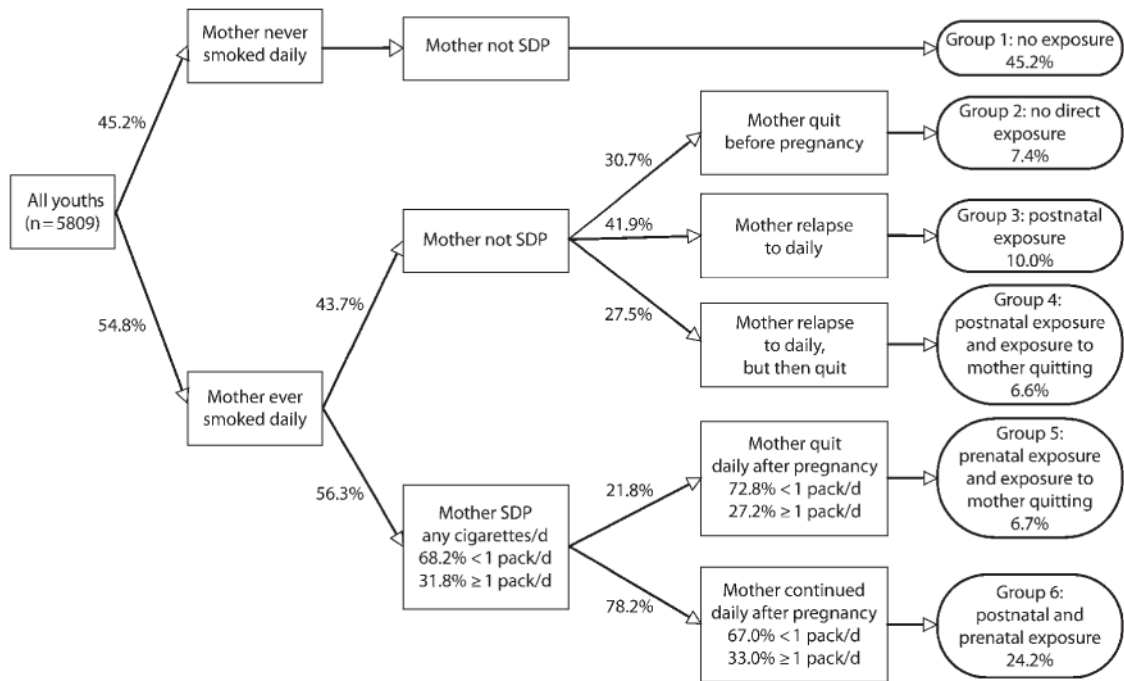 Mother never
smoked daily
Mother not SDP
Group 1: no exposure
45.2%
45.2%
All youths
(n = 5809)
54.8%
Mother ever
smoked daily
43.7%
Mother not SDP
30.7%
Mother quit
before pregnancy
Group 2: no direct
exposure
7.4%
41.9%
Mother relapse
to daily
Group 3: postnatal
exposure
10.0%
27.5%
Mother relapse
to daily,
but then quit
Group 4:
postnatal exposure
and exposure to
mother quitting
6.6%
56.3%
Mother SDP
any cigarettes/d
68.2% < 1 pack/d
31.8% ≥ 1 pack/d
21.8%
Mother quit
daily after pregnancy
72.8% < 1 pack/d
27.2% ≥ 1 pack/d
Group 5:
prenatal exposure
and exposure to
mother quitting
6.7%
78.2%
Mother continued
daily after pregnancy
67.0% < 1 pack/d
33.0% ≥ 1 pack/d
Group 6:
postnatal and
prenatal exposure
24.2%